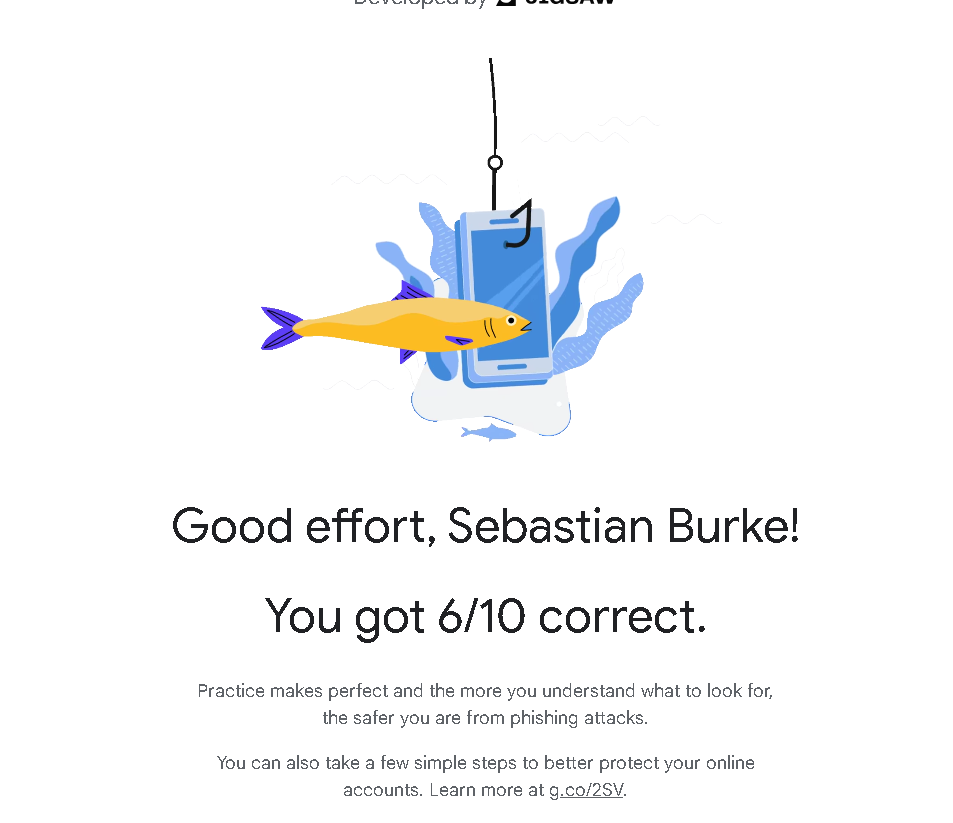 Developed by JIGSAW
Good effort, Sebastian Burke!
You got 6/10 correct.
Practice makes perfect and the more you understand what to look for,
the safer you are from phishing attacks.
You can also take a few simple steps to better protect your online
accounts. Learn more at g.co/2SV.